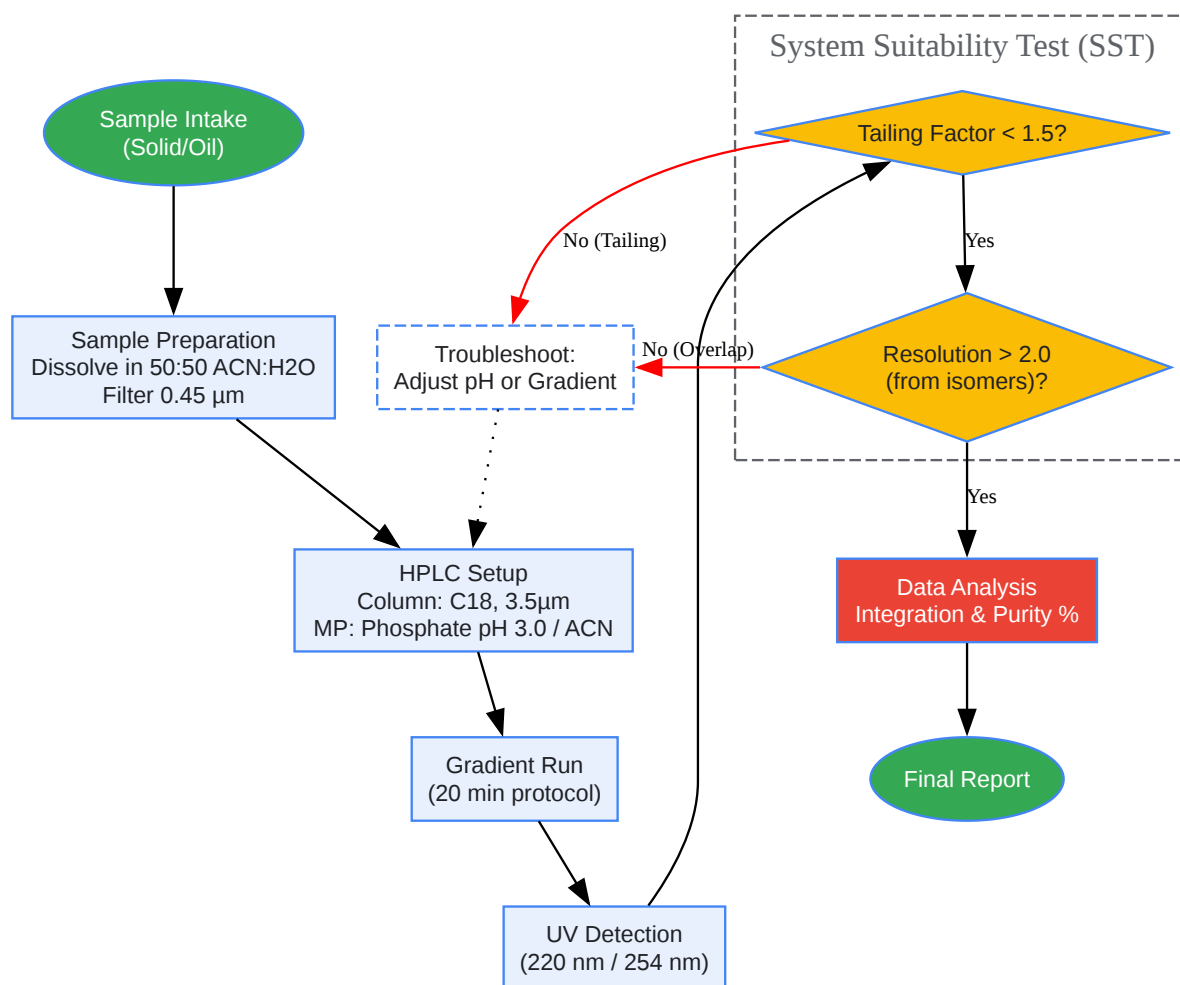 System Suitability Test (SST)
Sample Intake
(Solid/Oil)
Tailing Factor < 1.5?
No (Tailing)
Yes
Sample Preparation
Dissolve in 50:50 ACN:H2O
Filter 0.45 µm
Troubleshoot:
Adjust pH or Gradient
No (Overlap)
Resolution > 2.0
(from isomers)?
Yes
HPLC Setup
Column: C18, 3.5µm
MP: Phosphate pH 3.0 / ACN
Data Analysis
Integration & Purity %
Gradient Run
(20 min protocol)
Final Report
UV Detection
(220 nm / 254 nm)